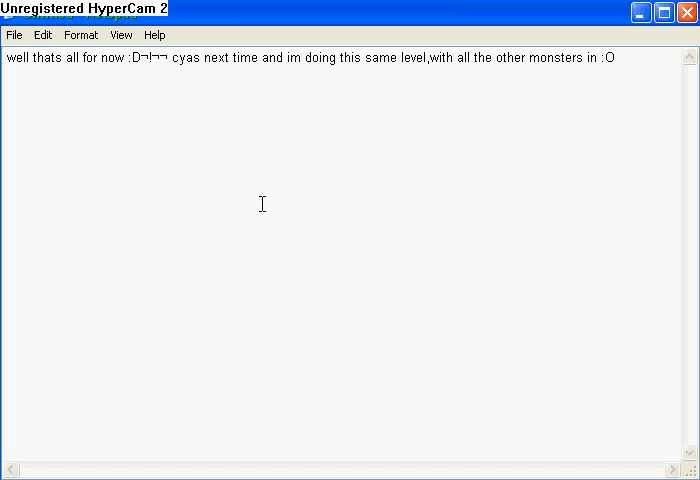 Unregistered HyperCam 2
File Edit Format View Help
well thats all for now :D¬!¬¬ cyas next time and im doing this same level,with all the other monsters in :O